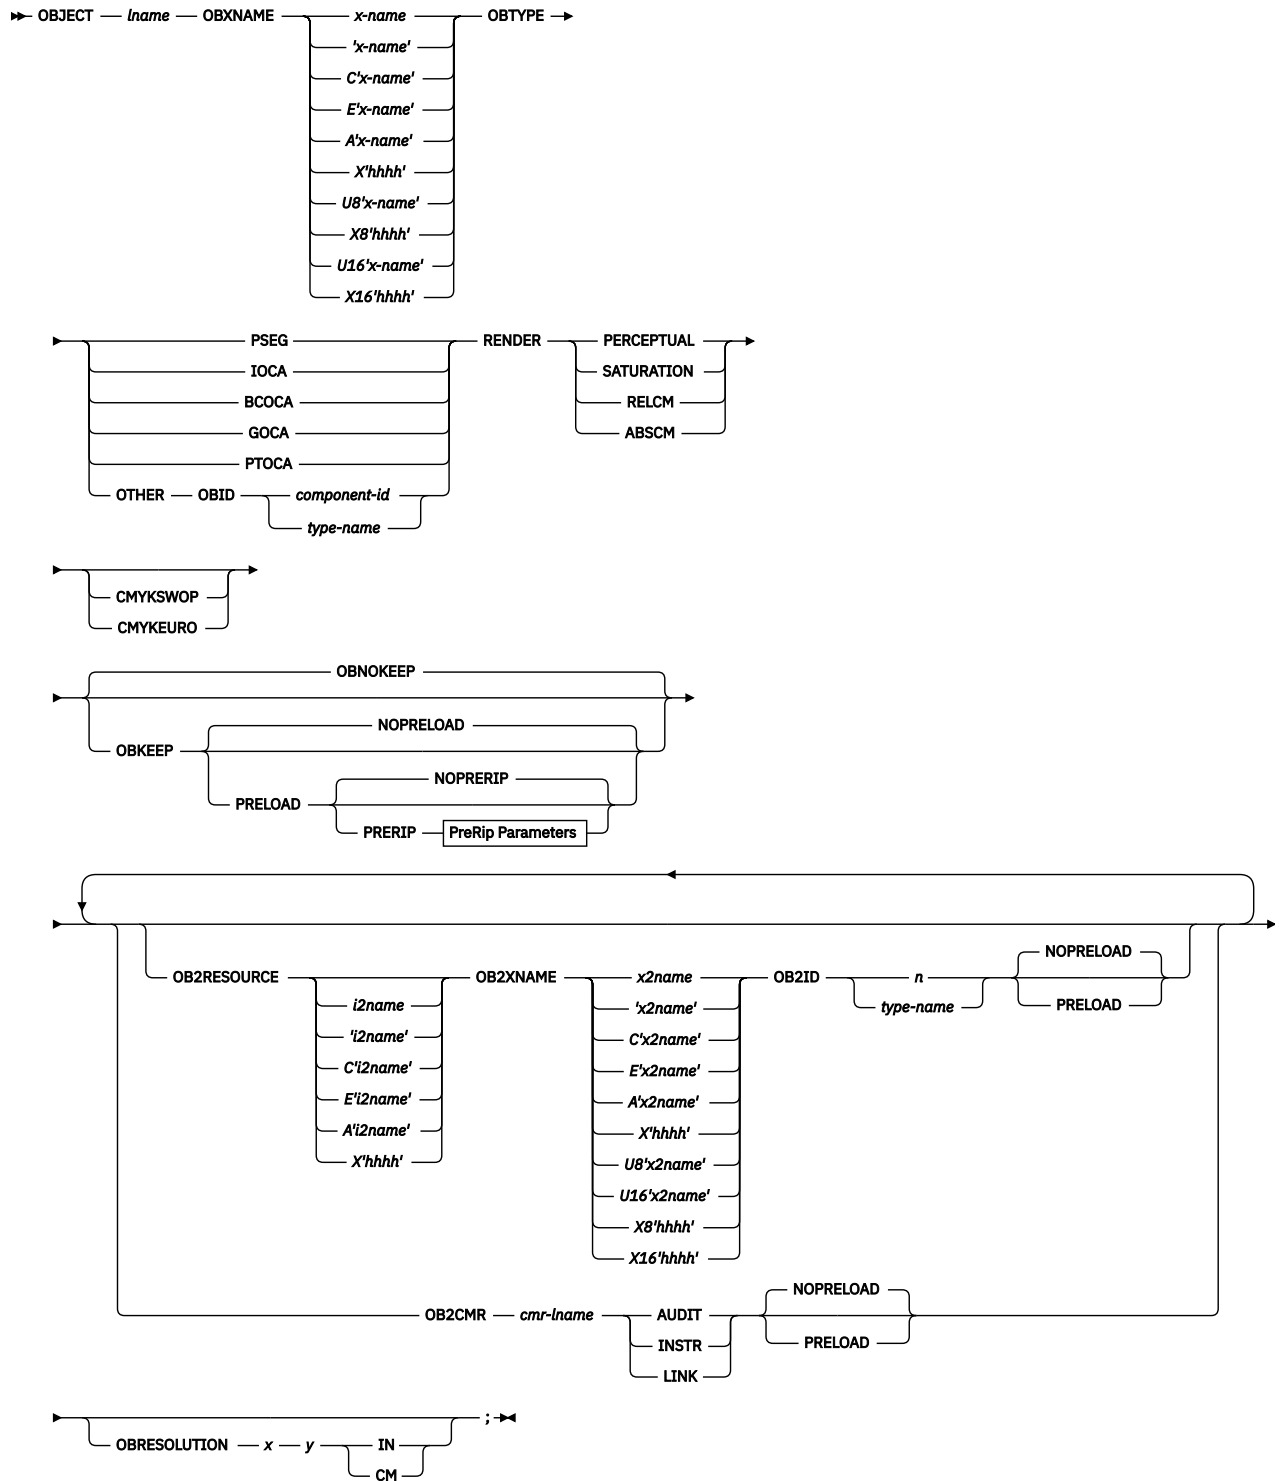 OBJECT lname OBXNAME x-name OBTYPE
'x-name'
C'x-name'
E'x-name'
A'x-name'
X'hhhh'
U8'x-name'
X8'hhhh'
U16'x-name'
X16'hhhh'
PSEG RENDER PERCEPTUAL
IOCA SATURATION
BCOCA RELCM
GOCA ABSCM
PTOCA
OTHER OBID component-id
type-name
CMYKSWOP
CMYKEURO
OBNOKEEP
NOPRELOAD
OBKEEP
NOPRERIP
PRELOAD
PRERIP PreRip Parameters
NOPRELOAD
OB2RESOURCE OB2XNAME x2name OB2ID n
i2name 'x2name' type-name PRELOAD
'i2name' C'x2name'
C'i2name' E'x2name'
E'i2name' A'x2name'
A'i2name' X'hhhh'
X'hhhh' U8'x2name'
U16'x2name'
X8'hhhh'
X16'hhhh'
NOPRELOAD
OB2CMR cmr-lname AUDIT
INSTR PRELOAD
LINK
;
OBRESOLUTION x y IN
CM